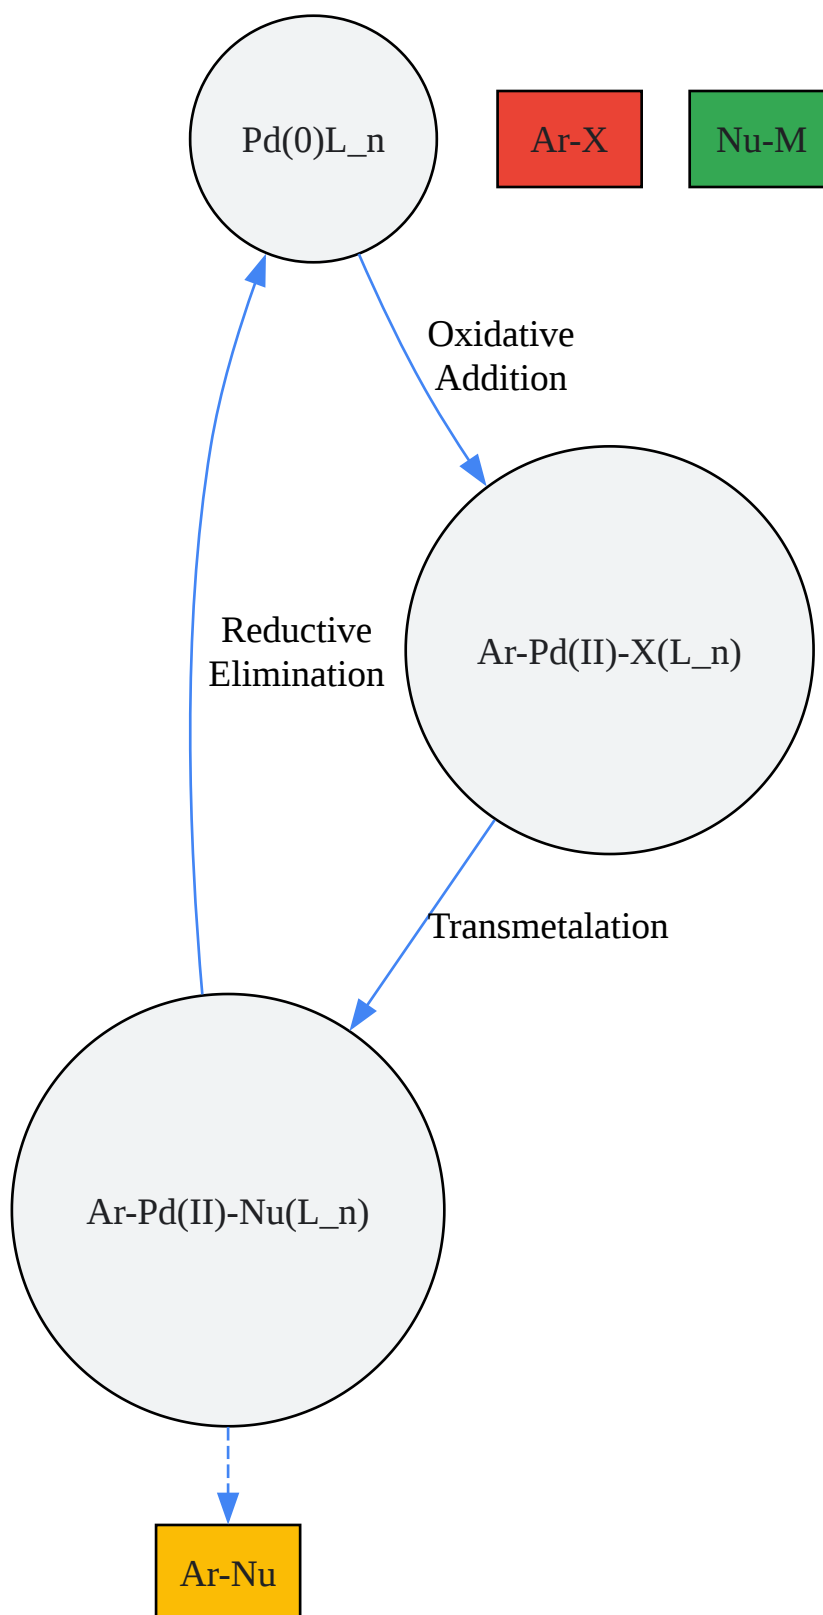 Pd(0)L_n
Ar-X
Nu-M
Oxidative
Addition
Reductive
Elimination
Ar-Pd(II)-X(L_n)
Transmetalation
Ar-Pd(II)-Nu(L_n)
Ar-Nu